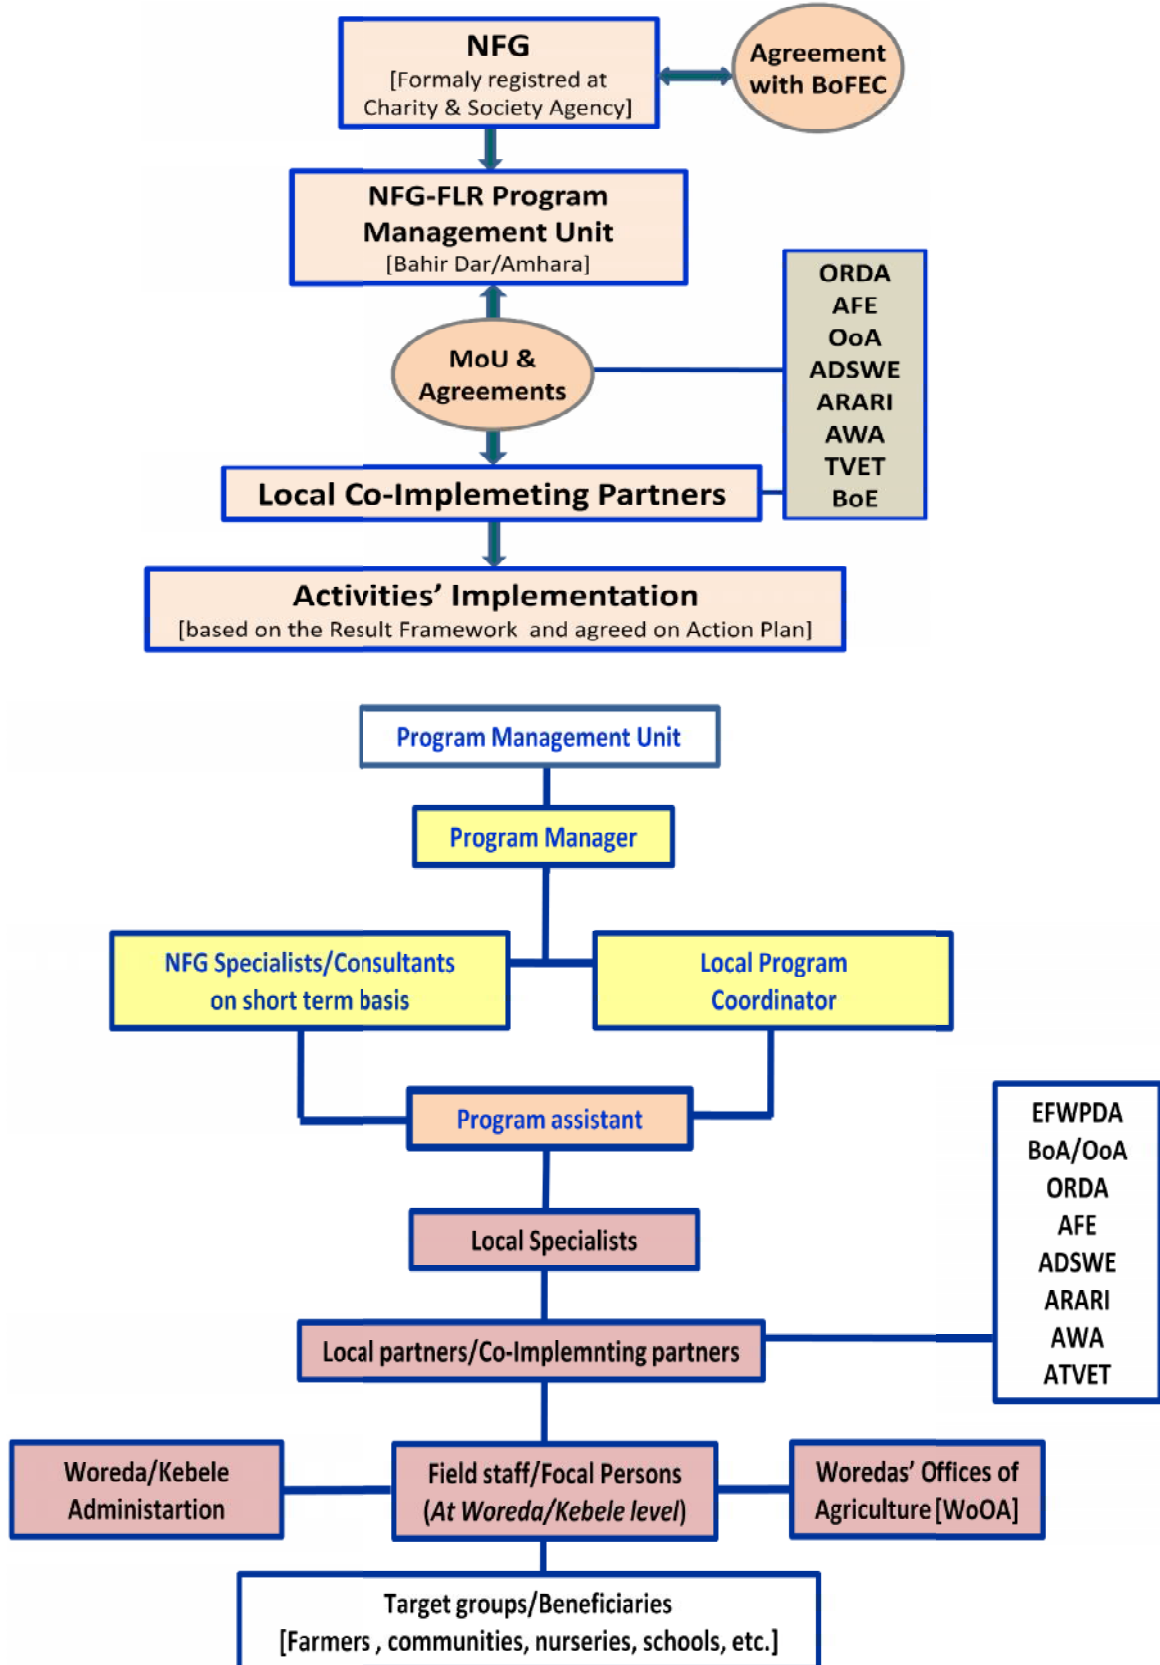 NFG
[Formaly registred at
Charity & Society Agency]
Agreement
with BoFEC
NFG-FLR Program
Management Unit
[Bahir Dar/Amhara]
MoU &
Agreements
ORDA
AFE
OoA
ADSWE
ARARI
AWA
TVET
BoE
Local Co-Implemeting Partners
Activities’ Implementation
[based on the Result Framework and agreed on Action Plan]
Program Management Unit
Program Manager
NFG Specialists/Consultants
on short term basis
Local Program
Coordinator
Program assistant
Local Specialists
Local partners/Co-Implemnting partners
EFWPDA
BoA/OoA
ORDA
AFE
ADSWE
ARARI
AWA
ATVET
Woreda/Kebele
Administartion
Field staff/Focal Persons
(At Woreda/Kebele level)
Woredas’ Offices of
Agriculture [WoOA]
Target groups/Beneficiaries
[Farmers , communities, nurseries, schools, etc.]